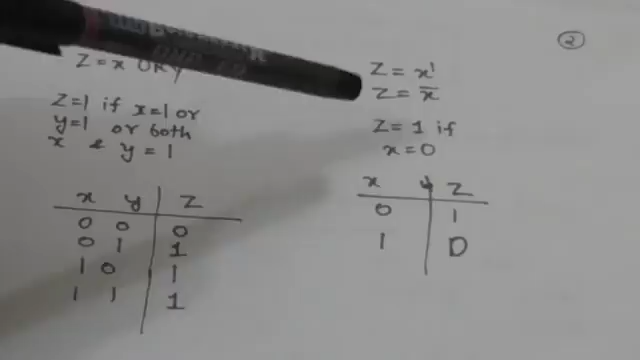 ②
Z = x OR y
Z=1 if x=1 or
y=1 or both
x & y = 1
x y Z
0 0 0
0 1 1
1 0 1
1 1 1
Z = x'
Z = x̅
Z = 1 if
x=0
x Z
0 1
1 0